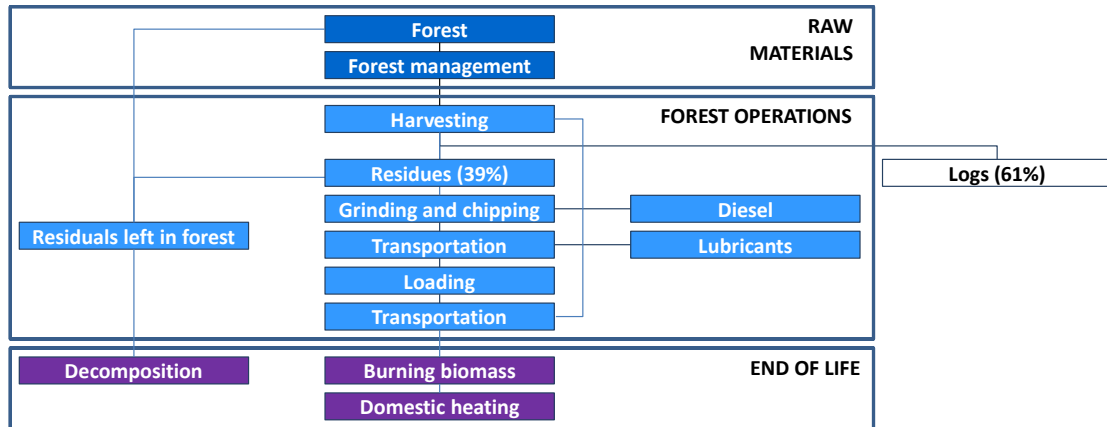 Forest
RAW
MATERIALS
Forest management
Harvesting
FOREST OPERATIONS
Residues (39%)
Logs (61%)
Grinding and chipping
Diesel
Residuals left in forest
Transportation
Lubricants
Loading
Transportation
Decomposition
Burning biomass
END OF LIFE
Domestic heating